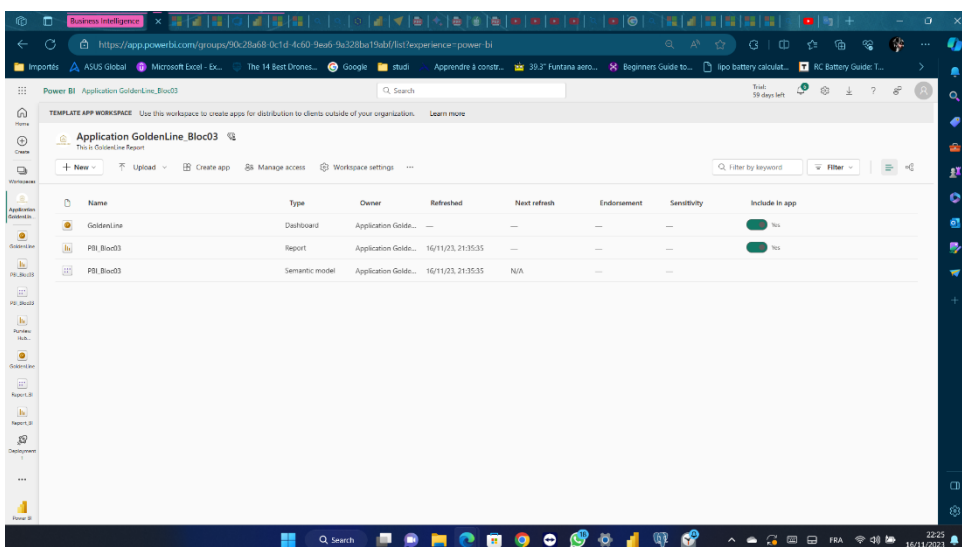 Business Intelligence
https://app.powerbi.com/groups/90c28a68-0c1d-4c60-9ea6-9a328ba19abf/list?experience=power-bi
Importés ASUS Global Microsoft Excel - Ex... The 14 Best Drones... Google studi Apprendre à constr... 39.3" Funtana aero... Beginners Guide to... lipo battery calculat... RC Battery Guide: T...
Power BI Application GoldenLine_Bloc03 Search Trial: 59 days left
TEMPLATE APP WORKSPACE Use this workspace to create apps for distribution to clients outside of your organization. Learn more
Application GoldenLine_Bloc03
This is GoldenLine Report
+ New Upload Create app Manage access Workspace settings ... Filter by keyword Filter
Name Type Owner Refreshed Next refresh Endorsement Sensitivity Include in app
GoldenLine Dashboard Application Golde... — — — — Yes
PBI_Bloc03 Report Application Golde... 16/11/23, 21:35:35 — — — Yes
PBI_Bloc03 Semantic model Application Golde... 16/11/23, 21:35:35 N/A — —
Home
Create
Workspaces
Application
GoldenLin...
GoldenLine
PBI_Bloc03
PBI_Bloc03
Purview
Hub...
GoldenLine
Report_BI
Report_BI
Deployment
...
Power BI
Search
FRA
22:25
16/11/2023